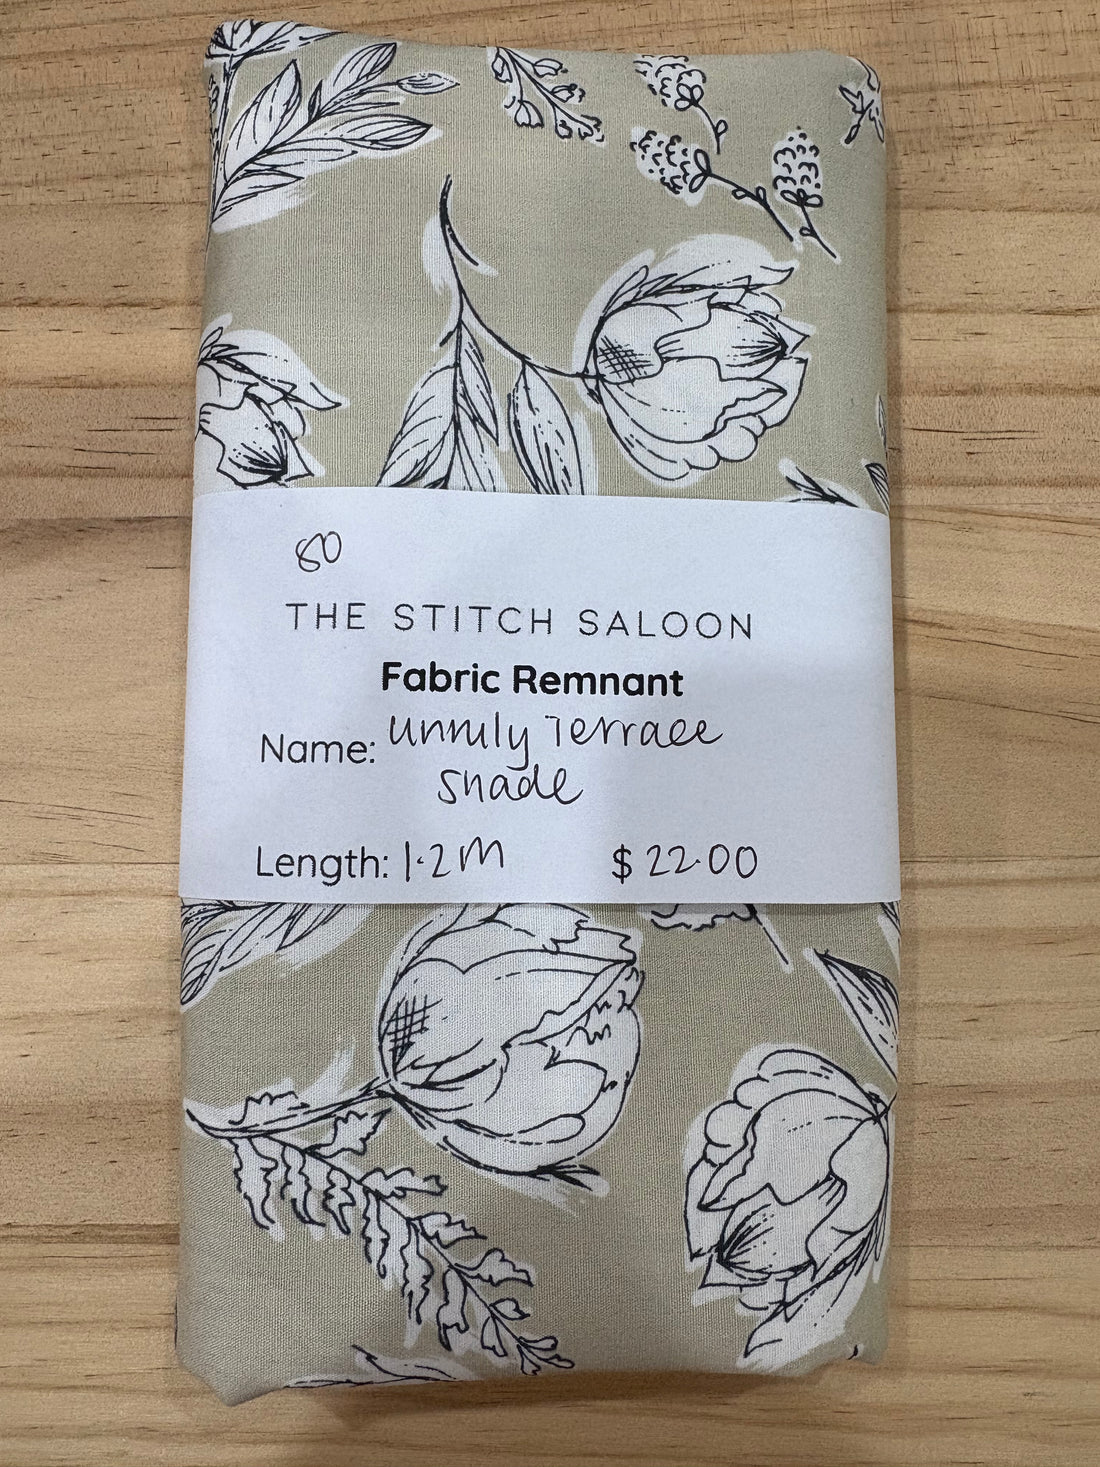 80
THE STITCH SALOON
Fabric Remnant
Name: Unruly Terrace
Shade
Length: 1.2M $22.00